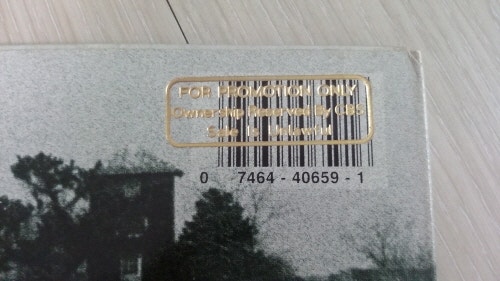 FOR PROMOTION ONLY
Ownership Reserved By CBS
Sale Is Unlawful
0 7464 - 40659 - 1